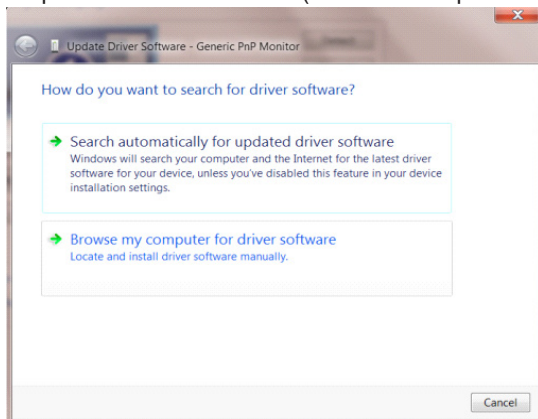 Update Driver Software - Generic PnP Monitor
How do you want to search for driver software?
Search automatically for updated driver software
Windows will search your computer and the Internet for the latest driver
software for your device, unless you've disabled this feature in your device
installation settings.
Browse my computer for driver software
Locate and install driver software manually.
Cancel